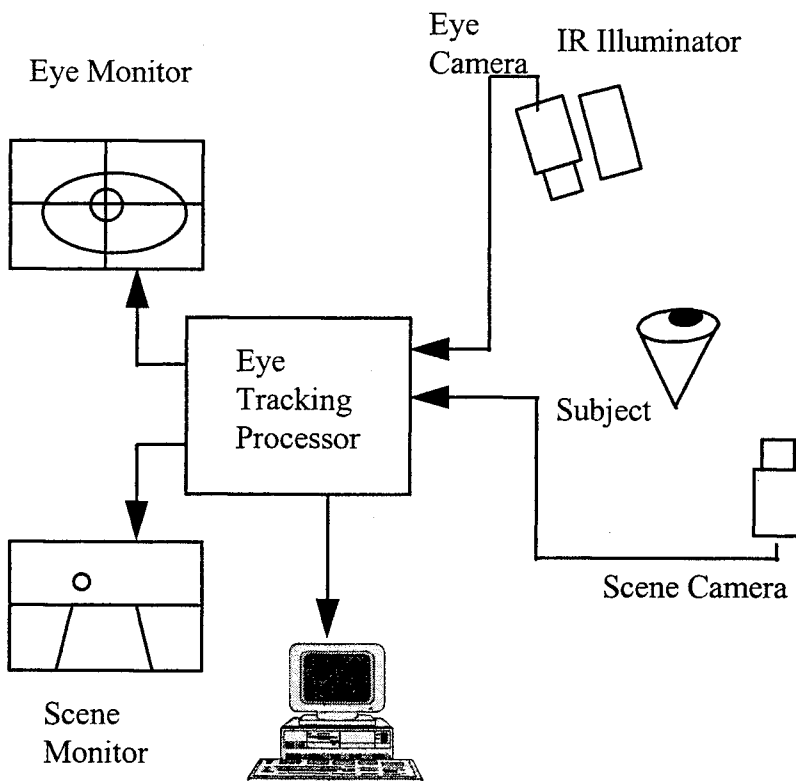 Eye Monitor
Eye
Camera
IR Illuminator
Eye
Tracking
Processor
Subject
Scene Camera
Scene
Monitor